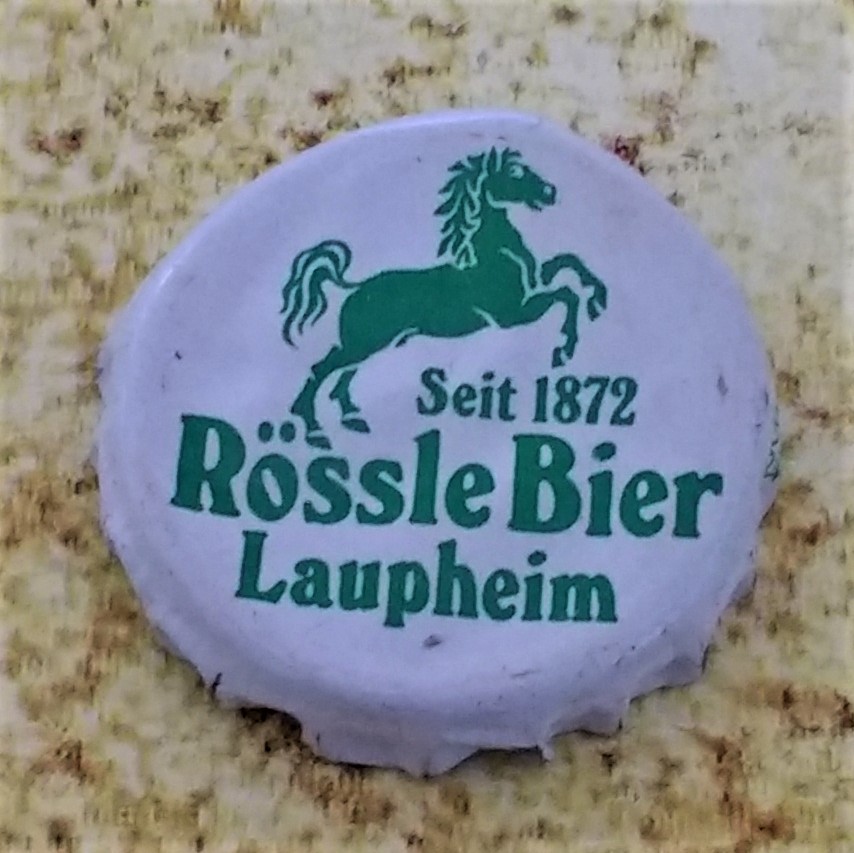 Seit 1872
Rössle Bier
Laupheim